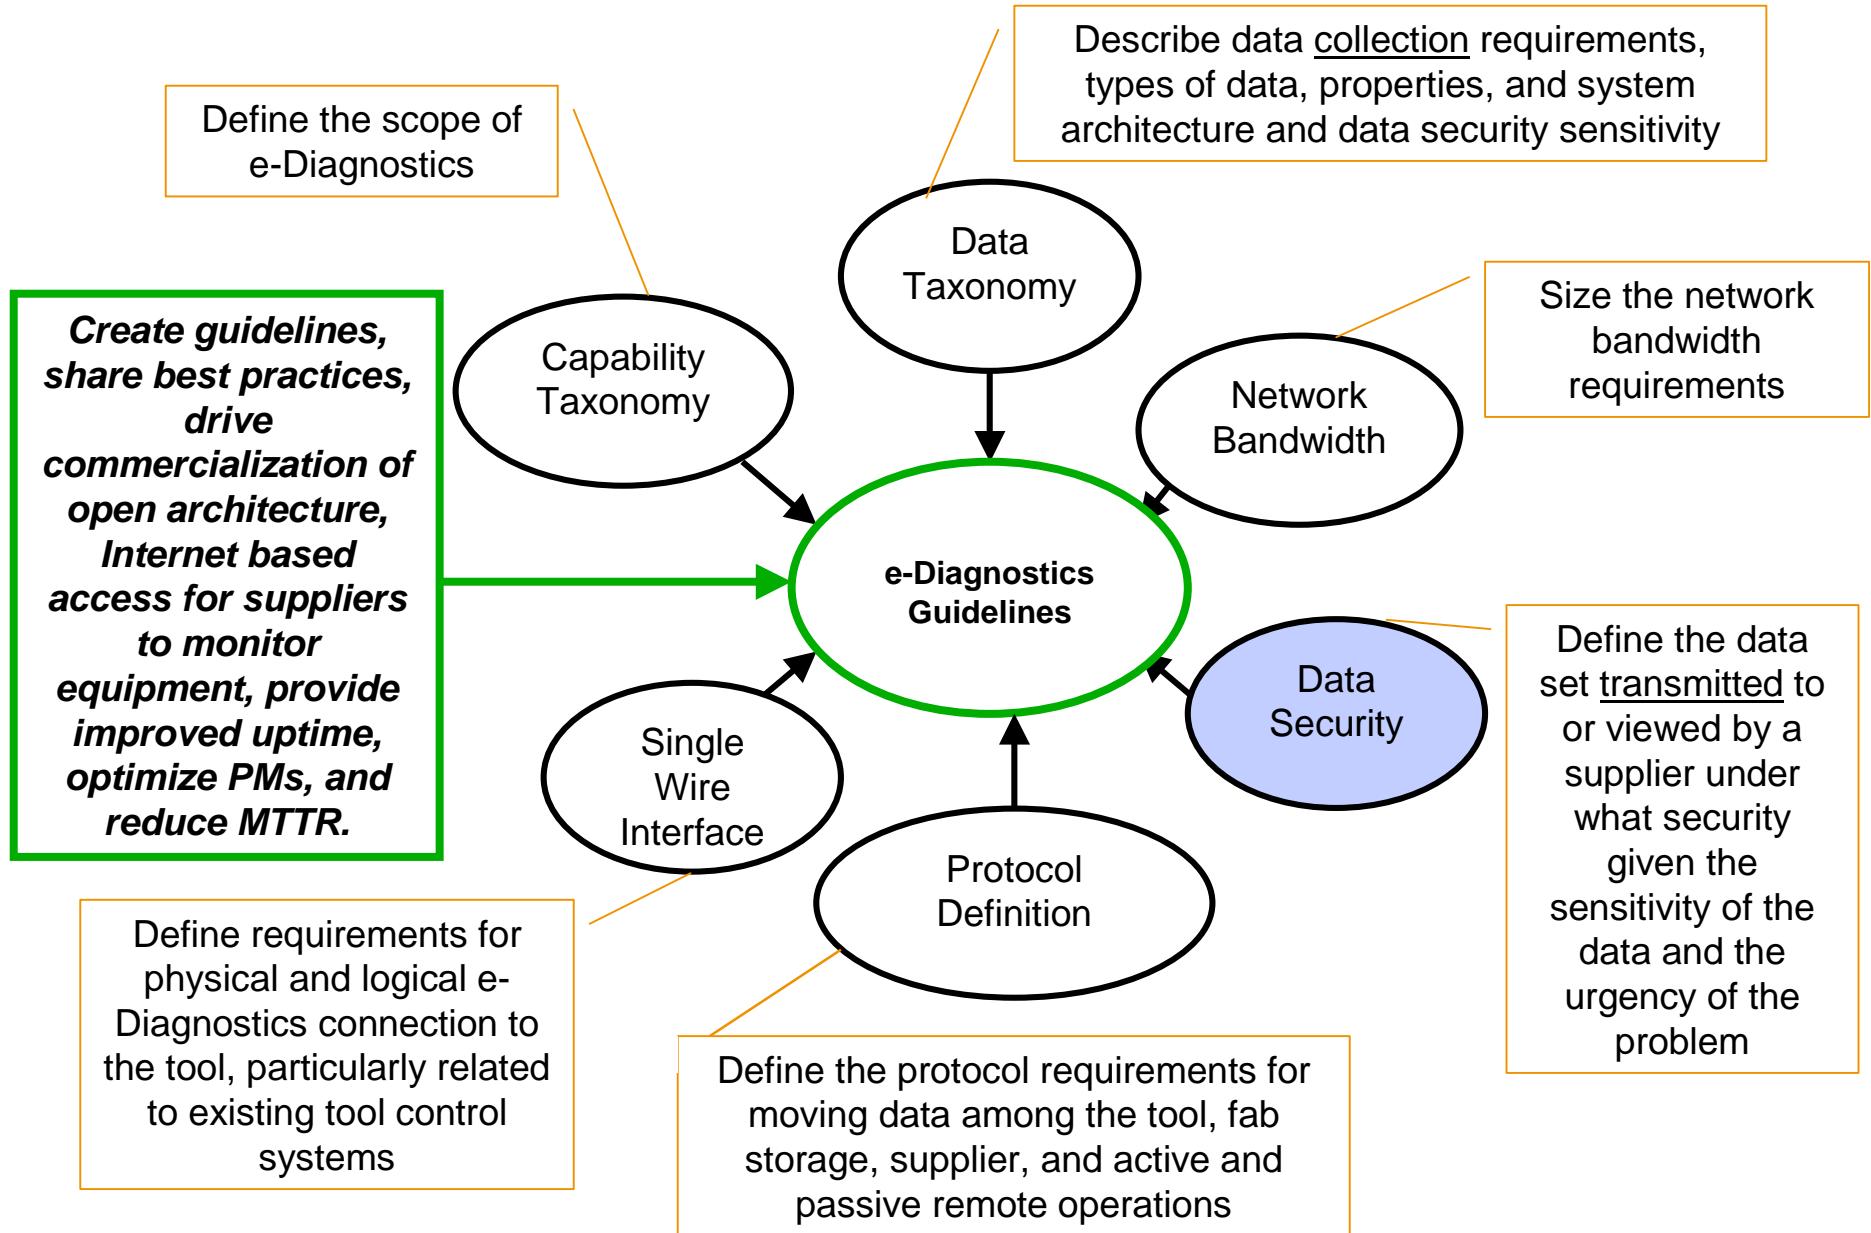 Describe data collection requirements,
types of data, properties, and system
architecture and data security sensitivity
Define the scope of
e-Diagnostics
Data
Taxonomy
Size the network
bandwidth
requirements
Create guidelines,
share best practices,
drive
commercialization of
open architecture,
Internet based
access for suppliers
to monitor
equipment, provide
improved uptime,
optimize PMs, and
reduce MTTR.
Capability
Taxonomy
Network
Bandwidth
e-Diagnostics
Guidelines
Define the data
set transmitted to
or viewed by a
supplier under
what security
given the
sensitivity of the
data and the
urgency of the
problem
Data
Security
Single
Wire
Interface
Protocol
Definition
Define requirements for
physical and logical e-
Diagnostics connection to
the tool, particularly related
to existing tool control
systems
Define the protocol requirements for
moving data among the tool, fab
storage, supplier, and active and
passive remote operations